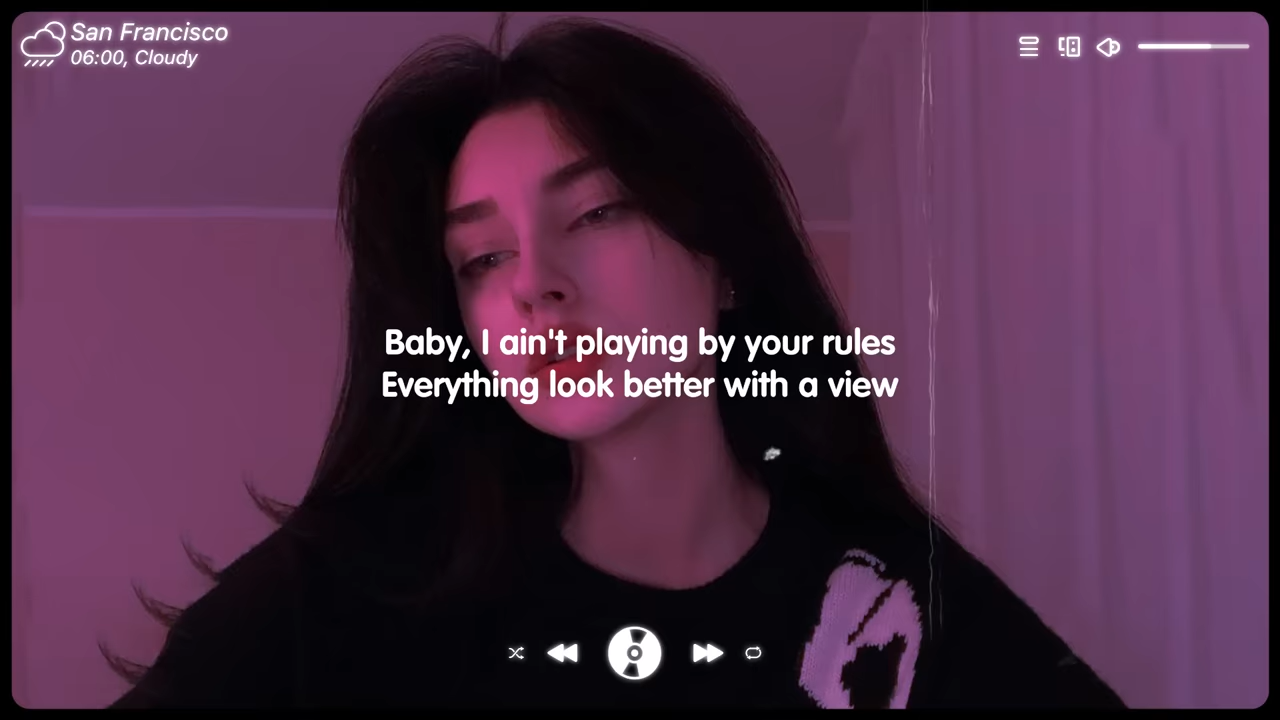 San Francisco
06:00, Cloudy
Baby, I ain't playing by your rules
Everything look better with a view